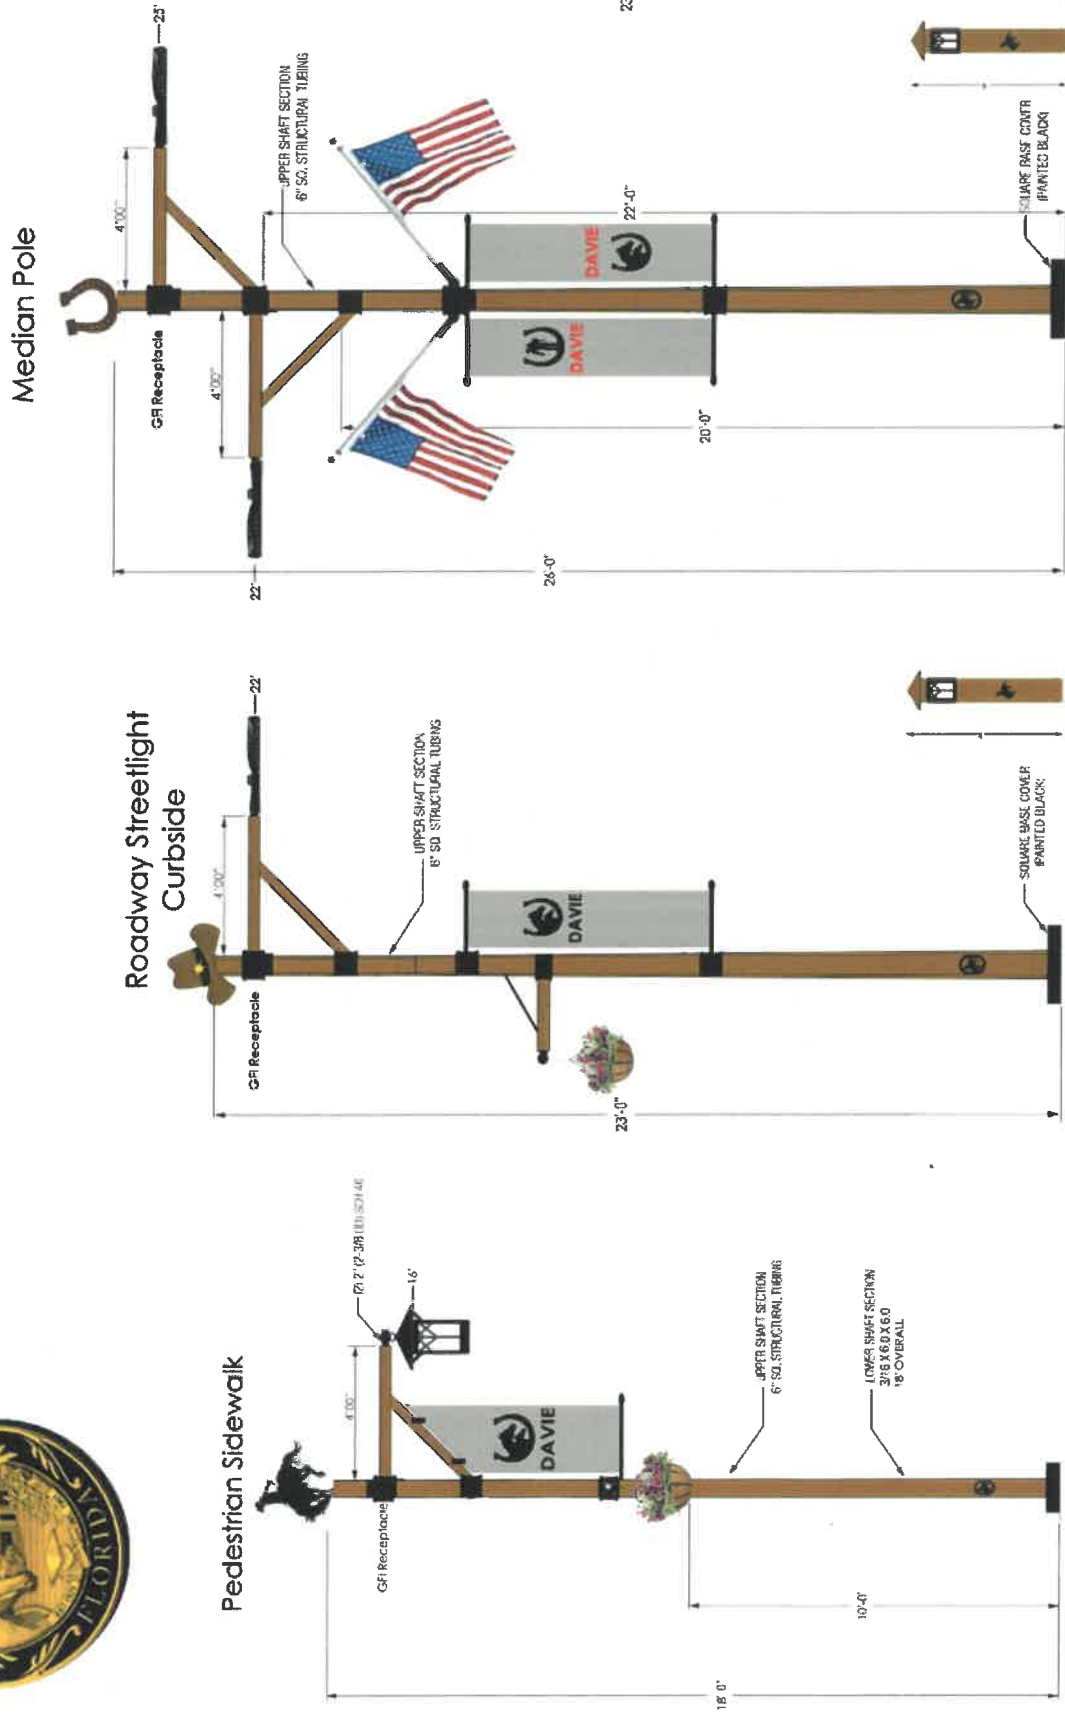 FLORIDA
Pedestrian Sidewalk
GFI Receptacle
4'00"
16'
DAVIE
UPPER SHAFT SECTION
6" SQ. STRUCTURAL TUBING
LOWER SHAFT SECTION
3/16 X 6.0 X 6.0
18' OVERALL
10'-0"
18'-0"
Roadway Streetlight
Curbside
GFI Receptacle
4'00"
22'
UPPER SHAFT SECTION
6" SQ. STRUCTURAL TUBING
DAVIE
23'-0"
SQUARE BASE COVER
(PAINTED BLACK)
Median Pole
GFI Receptacle
4'00"
25'
4'00"
22'
UPPER SHAFT SECTION
6" SQ. STRUCTURAL TUBING
DAVIE
DAVIE
22'-0"
20'-0"
26'-0"
SQUARE BASE COVER
(PAINTED BLACK)
23